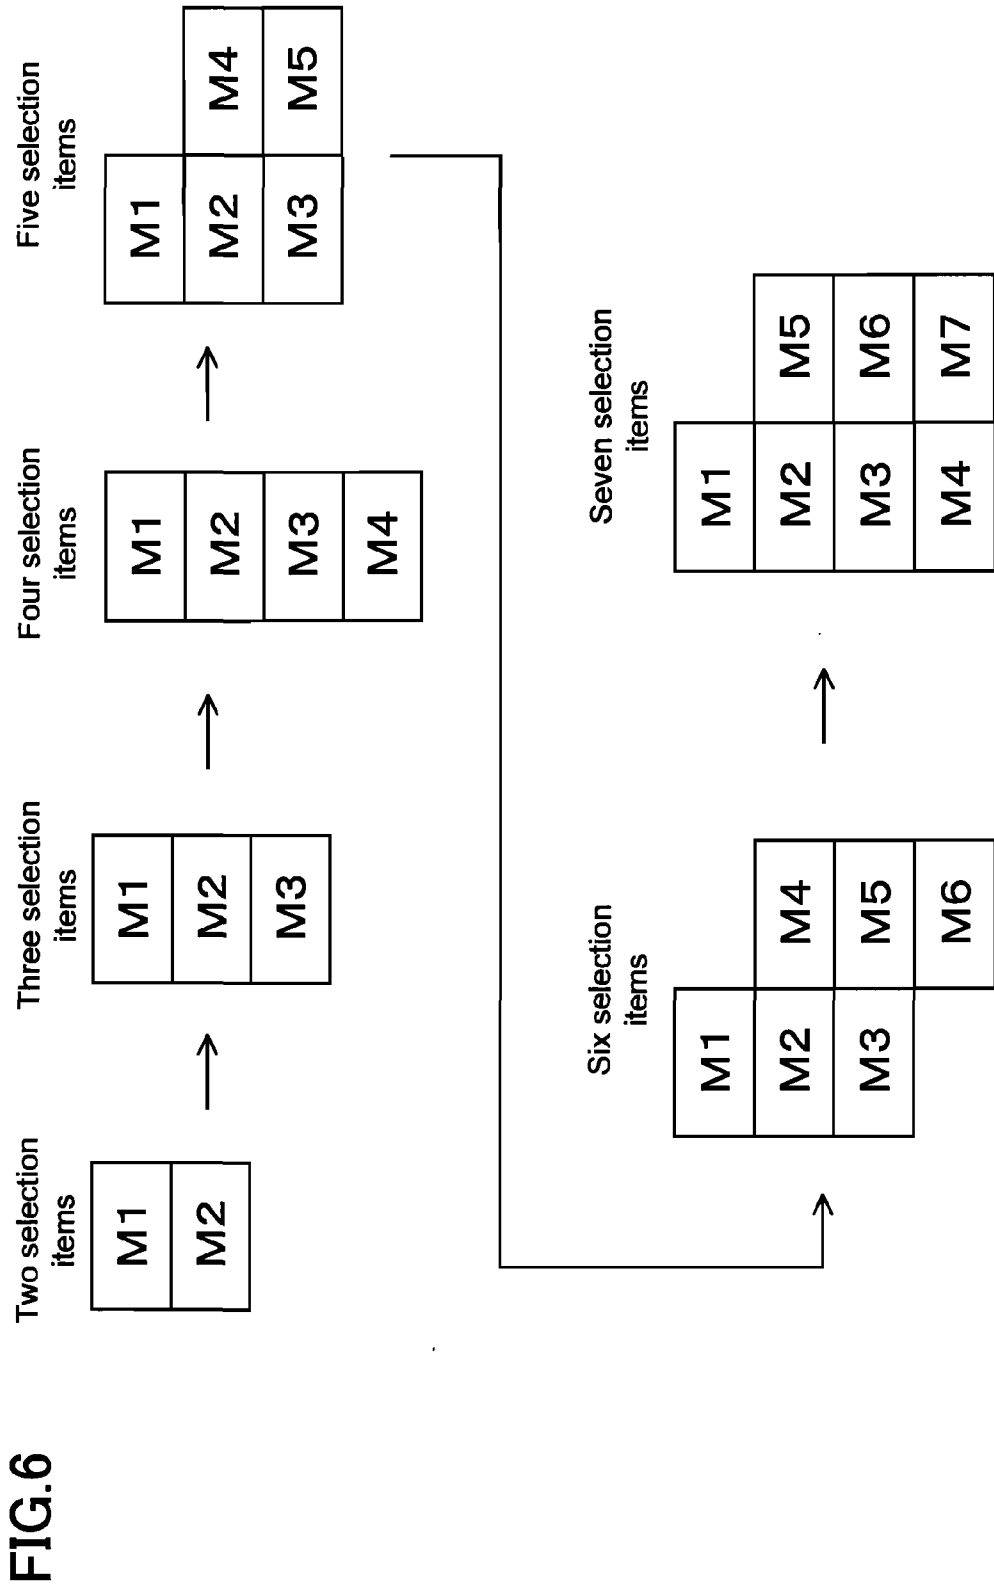 FIG.6
Two selection
items
M1
M2
Three selection
items
M1
M2
M3
Four selection
items
M1
M2
M3
M4
Five selection
items
M1
M2 M4
M3 M5
Six selection
items
M1
M2 M4
M3 M5
M6
Seven selection
items
M1
M2 M5
M3 M6
M4 M7